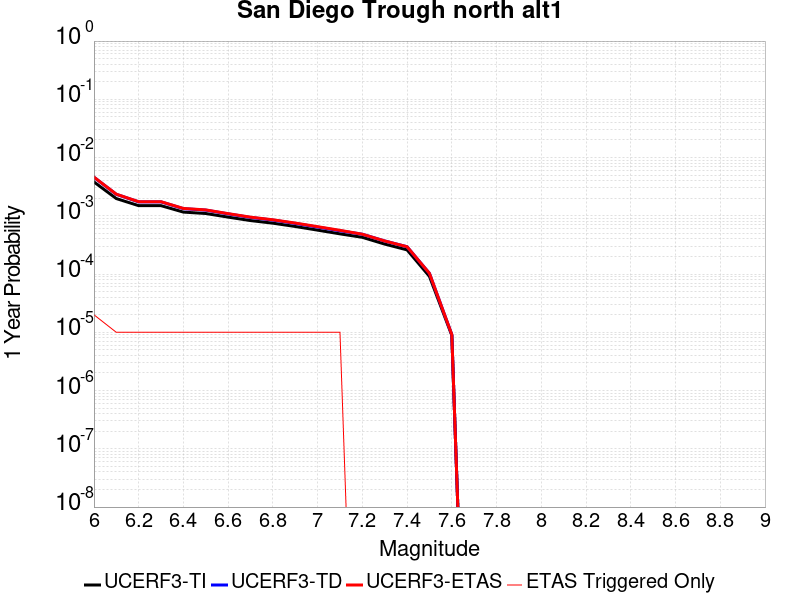 San Diego Trough north alt1
10 0
10 -1
10 -2
10 -3
10 -4
10 -5
10 -6
10 -7
10 -8
1 Year Probability
6 6.2 6.4 6.6 6.8 7 7.2 7.4 7.6 7.8 8 8.2 8.4 8.6 8.8 9
Magnitude
UCERF3-TI UCERF3-TD UCERF3-ETAS ETAS Triggered Only